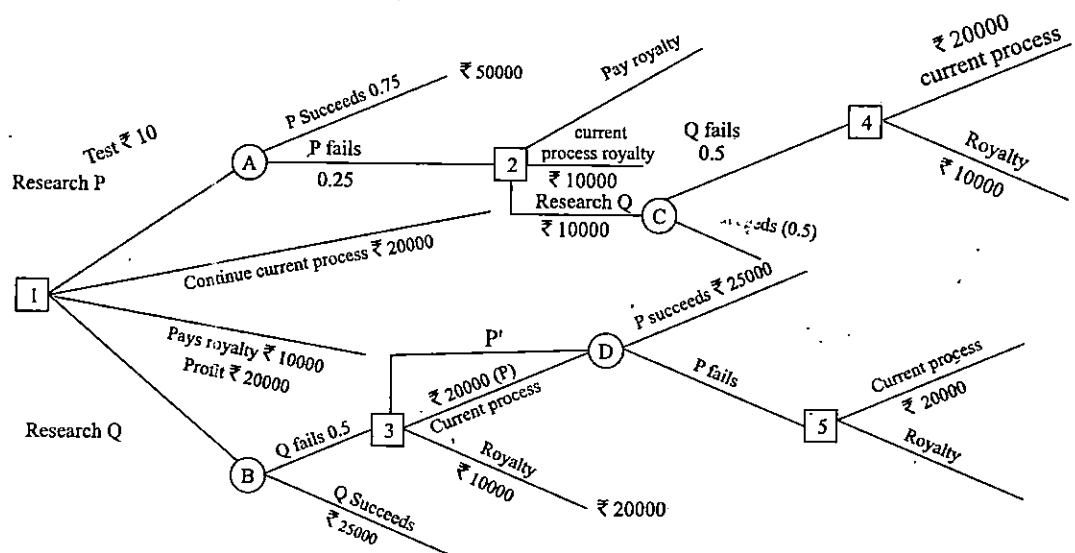 Test ₹ 10
Research P
P Succeeds 0.75
₹ 50000
A
P fails
0.25
2
Pay royalty
current
process royalty
₹ 10000
Research Q
₹ 10000
C
Q fails
0.5
(0.5)
4
₹ 20000
current process
Royalty
₹ 10000
1
Continue current process ₹ 20000
Pays royalty ₹ 10000
Profit ₹ 20000
Research Q
B
Q fails 0.5
Q Succeeds
₹ 25000
3
P'
₹ 20000 (P)
Current process
Royalty
₹ 10000
₹ 20000
D
P succeeds ₹ 25000
P fails
5
Current process
₹ 20000
Royalty